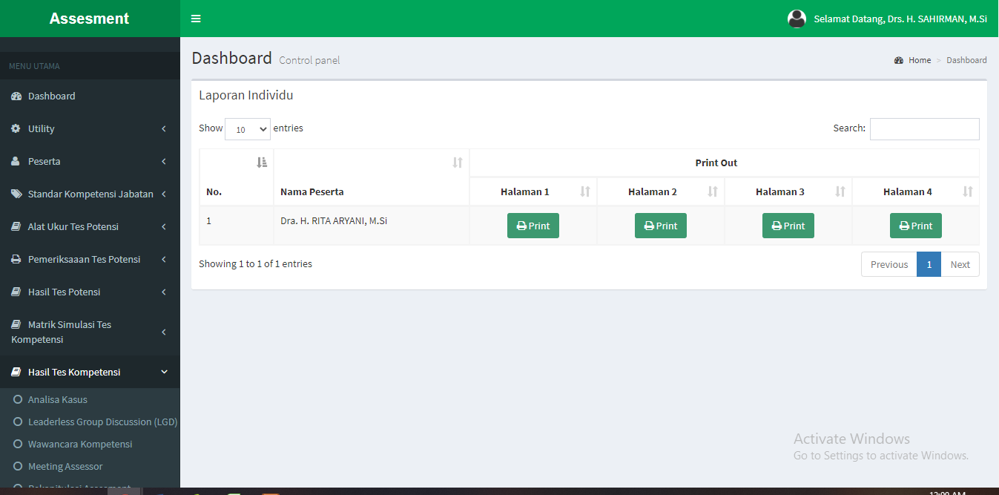 Assesment
Selamat Datang, Drs. H. SAHIRMAN, M.Si
MENU UTAMA
Dashboard
Utility
Peserta
Standar Kompetensi Jabatan
Alat Ukur Tes Potensi
Pemeriksaaan Tes Potensi
Hasil Tes Potensi
Matrik Simulasi Tes
Kompetensi
Hasil Tes Kompetensi
Analisa Kasus
Leaderless Group Discussion (LGD)
Wawancara Kompetensi
Meeting Assessor
Rekapitulasi Assesment
Dashboard Control panel
Home > Dashboard
Laporan Individu
Show 10 entries
Search:
Print Out
No. Nama Peserta Halaman 1 Halaman 2 Halaman 3 Halaman 4
1 Dra. H. RITA ARYANI, M.Si Print Print Print Print
Showing 1 to 1 of 1 entries
Previous 1 Next
Activate Windows
Go to Settings to activate Windows.
12:00 AM